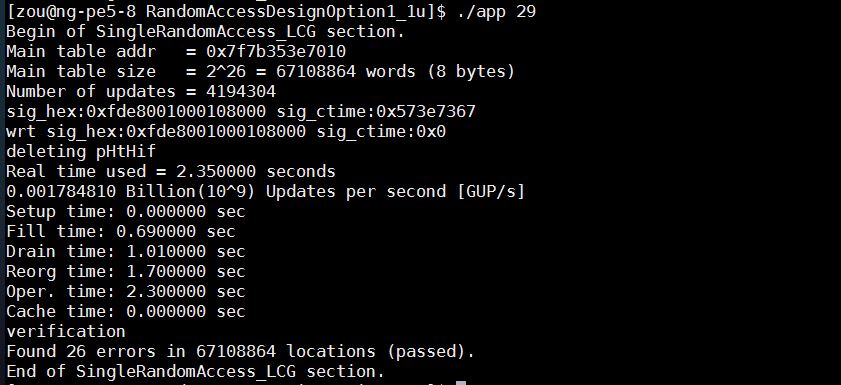 [zou@ng-pe5-8 RandomAccessDesignOption1_1u]$ ./app 29
Begin of SingleRandomAccess_LCG section.
Main table addr   = 0x7f7b353e7010
Main table size   = 2^26 = 67108864 words (8 bytes)
Number of updates = 4194304
sig_hex:0xfde8001000108000 sig_ctime:0x573e7367
wrt sig_hex:0xfde8001000108000 sig_ctime:0x0
deleting pHtHif
Real time used = 2.350000 seconds
0.001784810 Billion(10^9) Updates per second [GUP/s]
Setup time: 0.000000 sec
Fill time: 0.690000 sec
Drain time: 1.010000 sec
Reorg time: 1.700000 sec
Oper. time: 2.300000 sec
Cache time: 0.000000 sec
verification
Found 26 errors in 67108864 locations (passed).
End of SingleRandomAccess_LCG section.